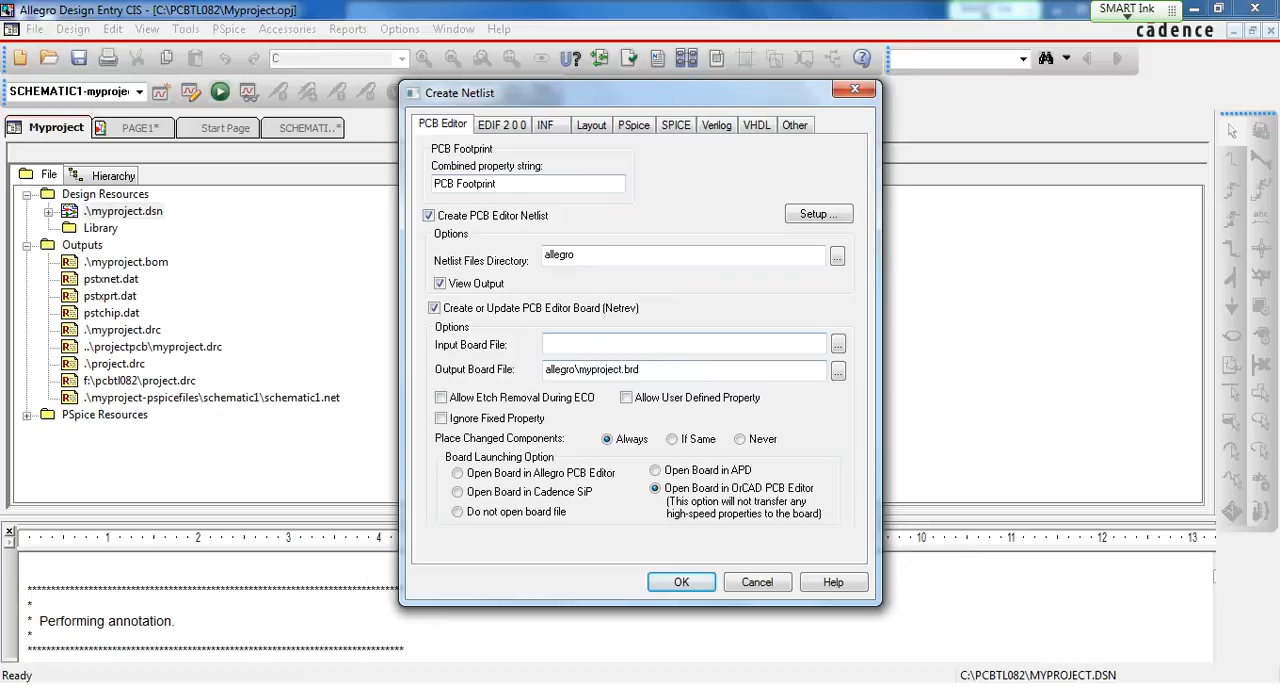 Allegro Design Entry CIS - [C:\PCBTL082\Myproject.opj]
SMART Ink
File Design Edit View Tools PSpice Accessories Reports Options Window Help
cādence
C
U?
SCHEMATIC1-myproje
Myproject
PAGE1*
Start Page
SCHEMATI..*
File
Hierarchy
Design Resources
.\myproject.dsn
Library
Outputs
.\myproject.bom
pstxnet.dat
pstxprt.dat
pstchip.dat
.\myproject.drc
..\projectpcb\myproject.drc
.\project.drc
f:\pcbtl082\project.drc
.\myproject-pspicefiles\schematic1\schematic1.net
PSpice Resources
Create Netlist
PCB Editor
EDIF 2 0 0
INF
Layout
PSpice
SPICE
Verilog
VHDL
Other
PCB Footprint
Combined property string:
PCB Footprint
Create PCB Editor Netlist
Setup ...
Options
Netlist Files Directory:
allegro
...
View Output
Create or Update PCB Editor Board (Netrev)
Options
Input Board File:
...
Output Board File:
allegro\myproject.brd
...
Allow Etch Removal During ECO
Allow User Defined Property
Ignore Fixed Property
Place Changed Components:
Always
If Same
Never
Board Launching Option
Open Board in Allegro PCB Editor
Open Board in APD
Open Board in Cadence SiP
Open Board in OrCAD PCB Editor
(This option will not transfer any
high-speed properties to the board)
Do not open board file
OK
Cancel
Help
1 2 3 4 10 11 12 13
********************************************************************************
*
* Performing annotation.
*
********************************************************************************
Ready
C:\PCBTL082\MYPROJECT.DSN